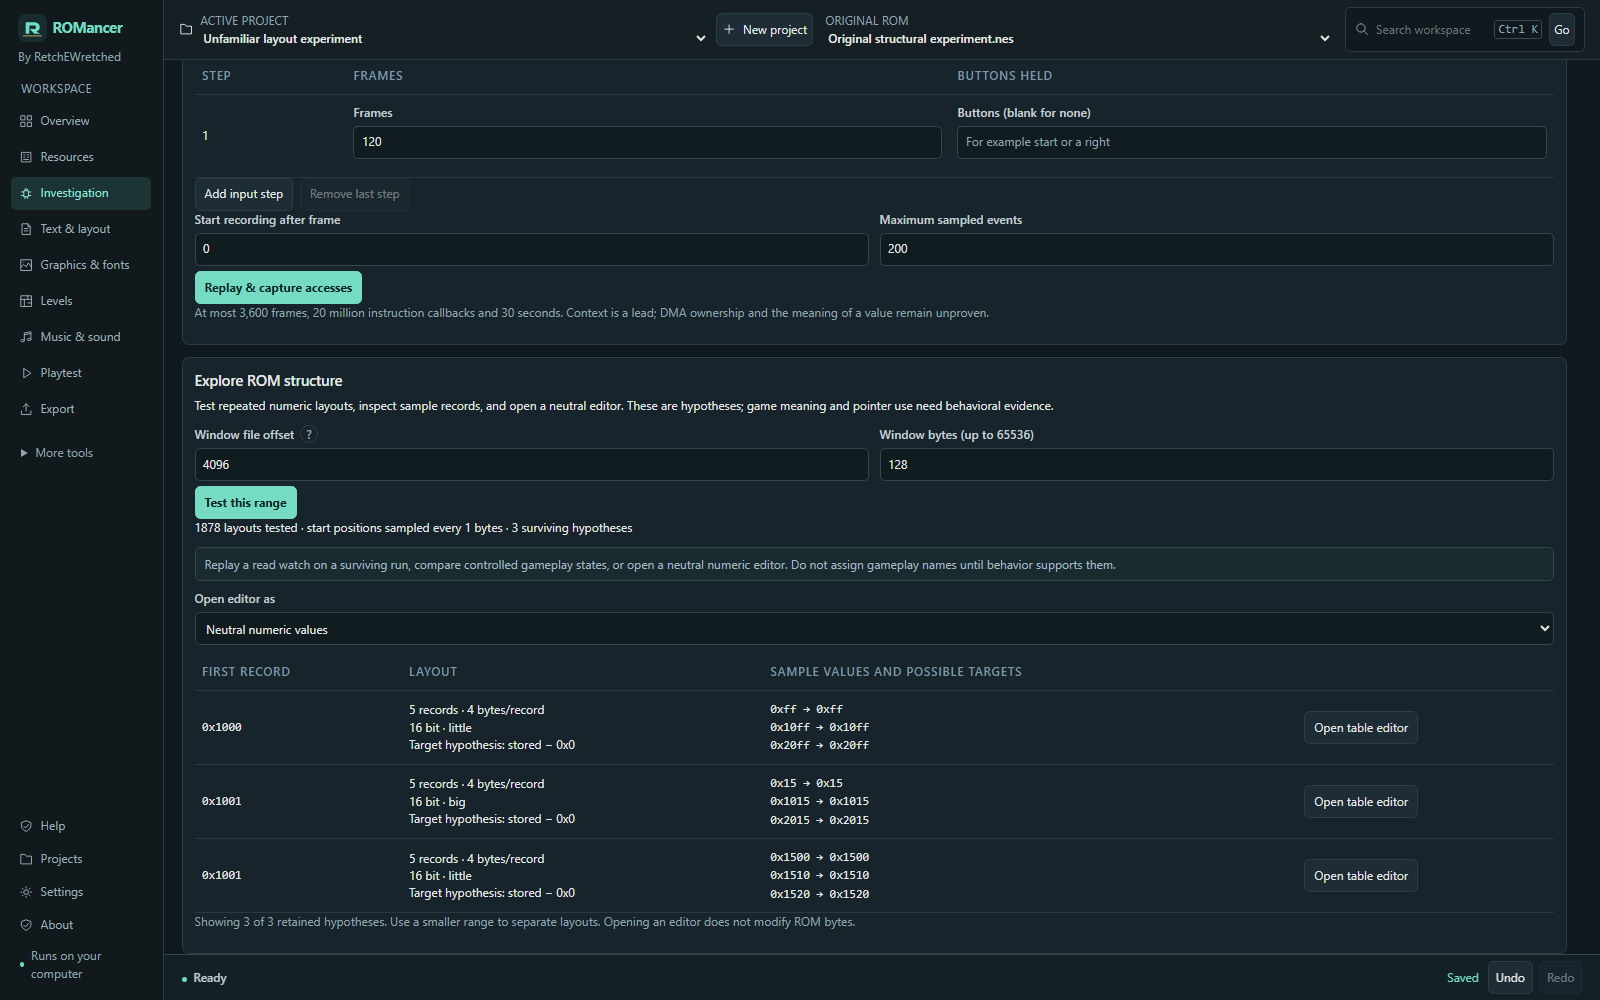 ROMancer
By RetchEWretched
WORKSPACE
Overview
Resources
Investigation
Text & layout
Graphics & fonts
Levels
Music & sound
Playtest
Export
More tools
Help
Projects
Settings
About
Runs on your
computer
ACTIVE PROJECT
Unfamiliar layout experiment
New project
ORIGINAL ROM
Original structural experiment.nes
Search workspace
Ctrl K
Go
STEP FRAMES BUTTONS HELD
1
Frames
120
Buttons (blank for none)
For example start or a right
Add input step
Remove last step
Start recording after frame
0
Maximum sampled events
200
Replay & capture accesses
At most 3,600 frames, 20 million instruction callbacks and 30 seconds. Context is a lead; DMA ownership and the meaning of a value remain unproven.
Explore ROM structure
Test repeated numeric layouts, inspect sample records, and open a neutral editor. These are hypotheses; game meaning and pointer use need behavioral evidence.
Window file offset ?
4096
Window bytes (up to 65536)
128
Test this range
1878 layouts tested · start positions sampled every 1 bytes · 3 surviving hypotheses
Replay a read watch on a surviving run, compare controlled gameplay states, or open a neutral numeric editor. Do not assign gameplay names until behavior supports them.
Open editor as
Neutral numeric values
FIRST RECORD LAYOUT SAMPLE VALUES AND POSSIBLE TARGETS
0x1000
5 records · 4 bytes/record
16 bit · little
Target hypothesis: stored − 0x0
0xff → 0xff
0x10ff → 0x10ff
0x20ff → 0x20ff
Open table editor
0x1001
5 records · 4 bytes/record
16 bit · big
Target hypothesis: stored − 0x0
0x15 → 0x15
0x1015 → 0x1015
0x2015 → 0x2015
Open table editor
0x1001
5 records · 4 bytes/record
16 bit · little
Target hypothesis: stored − 0x0
0x1500 → 0x1500
0x1510 → 0x1510
0x1520 → 0x1520
Open table editor
Showing 3 of 3 retained hypotheses. Use a smaller range to separate layouts. Opening an editor does not modify ROM bytes.
Ready
Saved
Undo
Redo